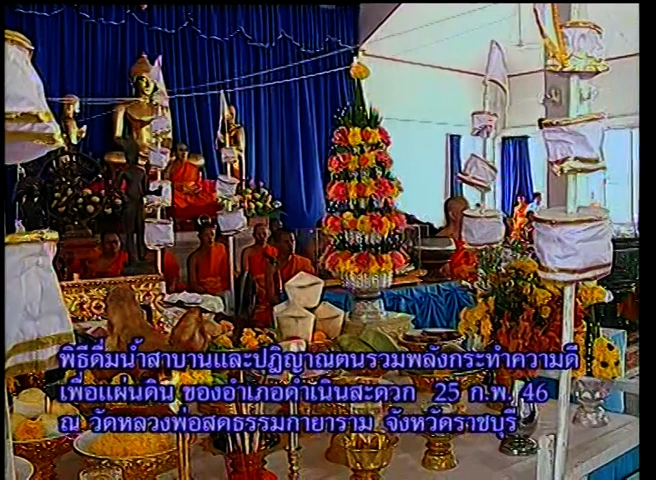 พิธีดื่มน้ำสาบานและปฏิญาณตนรวมพลังกระทำความดี
เพื่อแผ่นดิน ของอำเภอดำเนินสะดวก 25 ก.พ. 46
ณ วัดหลวงพ่อสดธรรมกายาราม จังหวัดราชบุรี